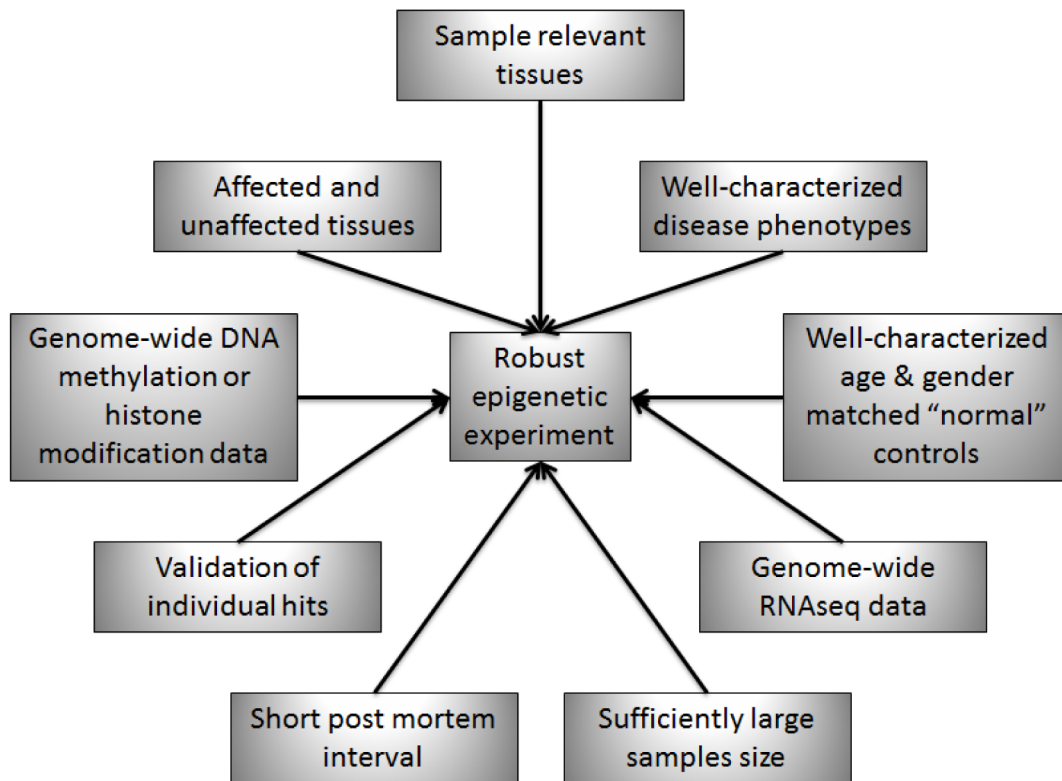 Sample relevant
tissues
Affected and
unaffected tissues
Well-characterized
disease phenotypes
Genome-wide DNA
methylation or
histone
modification data
Robust
epigenetic
experiment
Well-characterized
age & gender
matched “normal”
controls
Validation of
individual hits
Genome-wide
RNAseq data
Short post mortem
interval
Sufficiently large
samples size